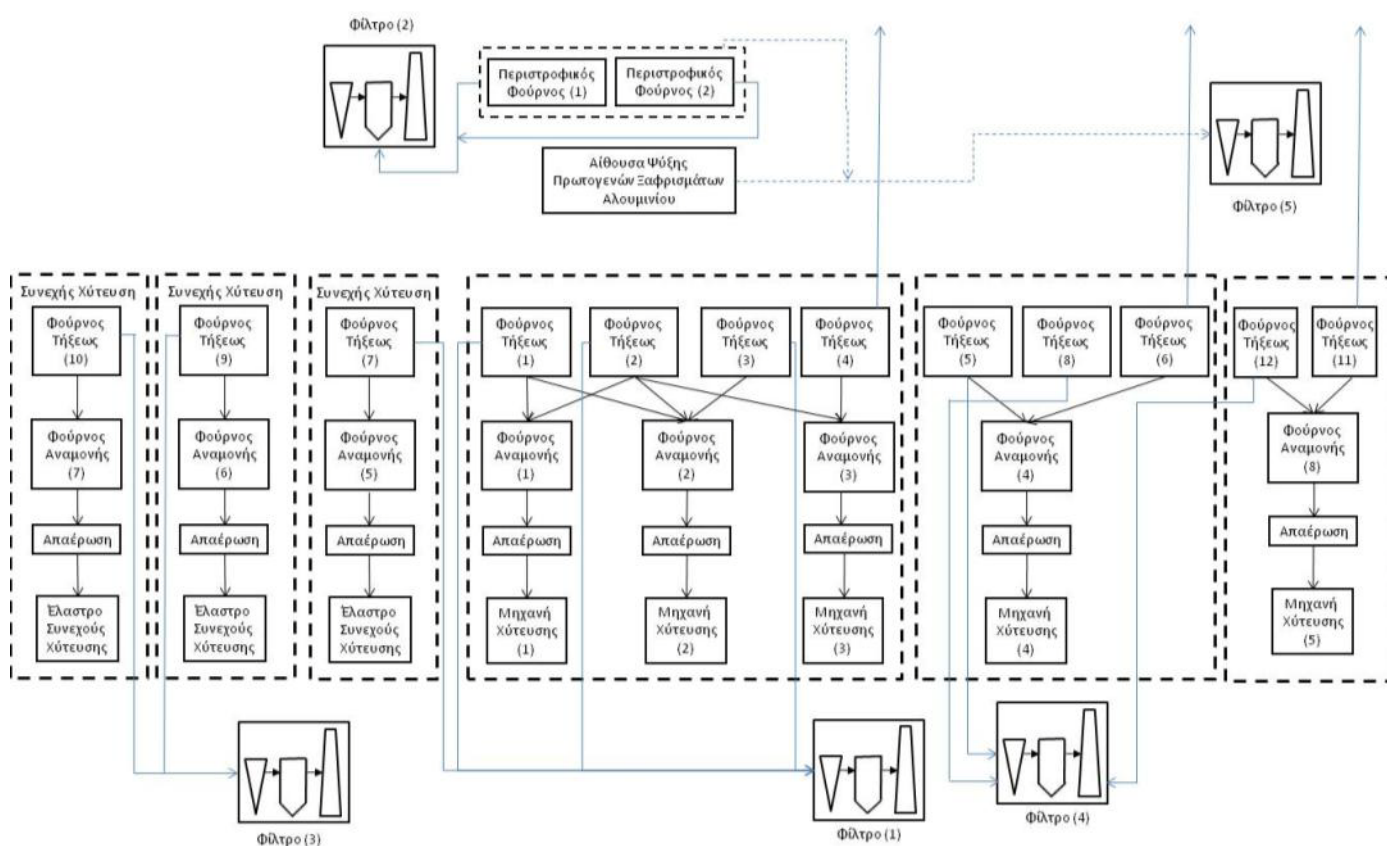 Φίλτρο (2)
Περιστροφικός
Φούρνος (1)
Περιστροφικός
Φούρνος (2)
Αίθουσα Ψύξης
Πρωτογενών Ξαφρισμάτων
Αλουμινίου
Φίλτρο (5)
Συνεχής Χύτευση
Φούρνος
Τήξεως
(10)
Φούρνος
Αναμονής
(7)
Απαέρωση
Έλαστρο
Συνεχούς
Χύτευσης
Συνεχής Χύτευση
Φούρνος
Τήξεως
(9)
Φούρνος
Αναμονής
(6)
Απαέρωση
Έλαστρο
Συνεχούς
Χύτευσης
Συνεχής Χύτευση
Φούρνος
Τήξεως
(7)
Φούρνος
Αναμονής
(5)
Απαέρωση
Έλαστρο
Συνεχούς
Χύτευσης
Φούρνος
Τήξεως
(1)
Φούρνος
Τήξεως
(2)
Φούρνος
Τήξεως
(3)
Φούρνος
Τήξεως
(4)
Φούρνος
Αναμονής
(1)
Φούρνος
Αναμονής
(2)
Φούρνος
Αναμονής
(3)
Απαέρωση
Απαέρωση
Απαέρωση
Μηχανή
Χύτευσης
(1)
Μηχανή
Χύτευσης
(2)
Μηχανή
Χύτευσης
(3)
Φούρνος
Τήξεως
(5)
Φούρνος
Τήξεως
(8)
Φούρνος
Τήξεως
(6)
Φούρνος
Αναμονής
(4)
Απαέρωση
Μηχανή
Χύτευσης
(4)
Φούρνος
Τήξεως
(12)
Φούρνος
Τήξεως
(11)
Φούρνος
Αναμονής
(8)
Απαέρωση
Μηχανή
Χύτευσης
(5)
Φίλτρο (3)
Φίλτρο (1)
Φίλτρο (4)